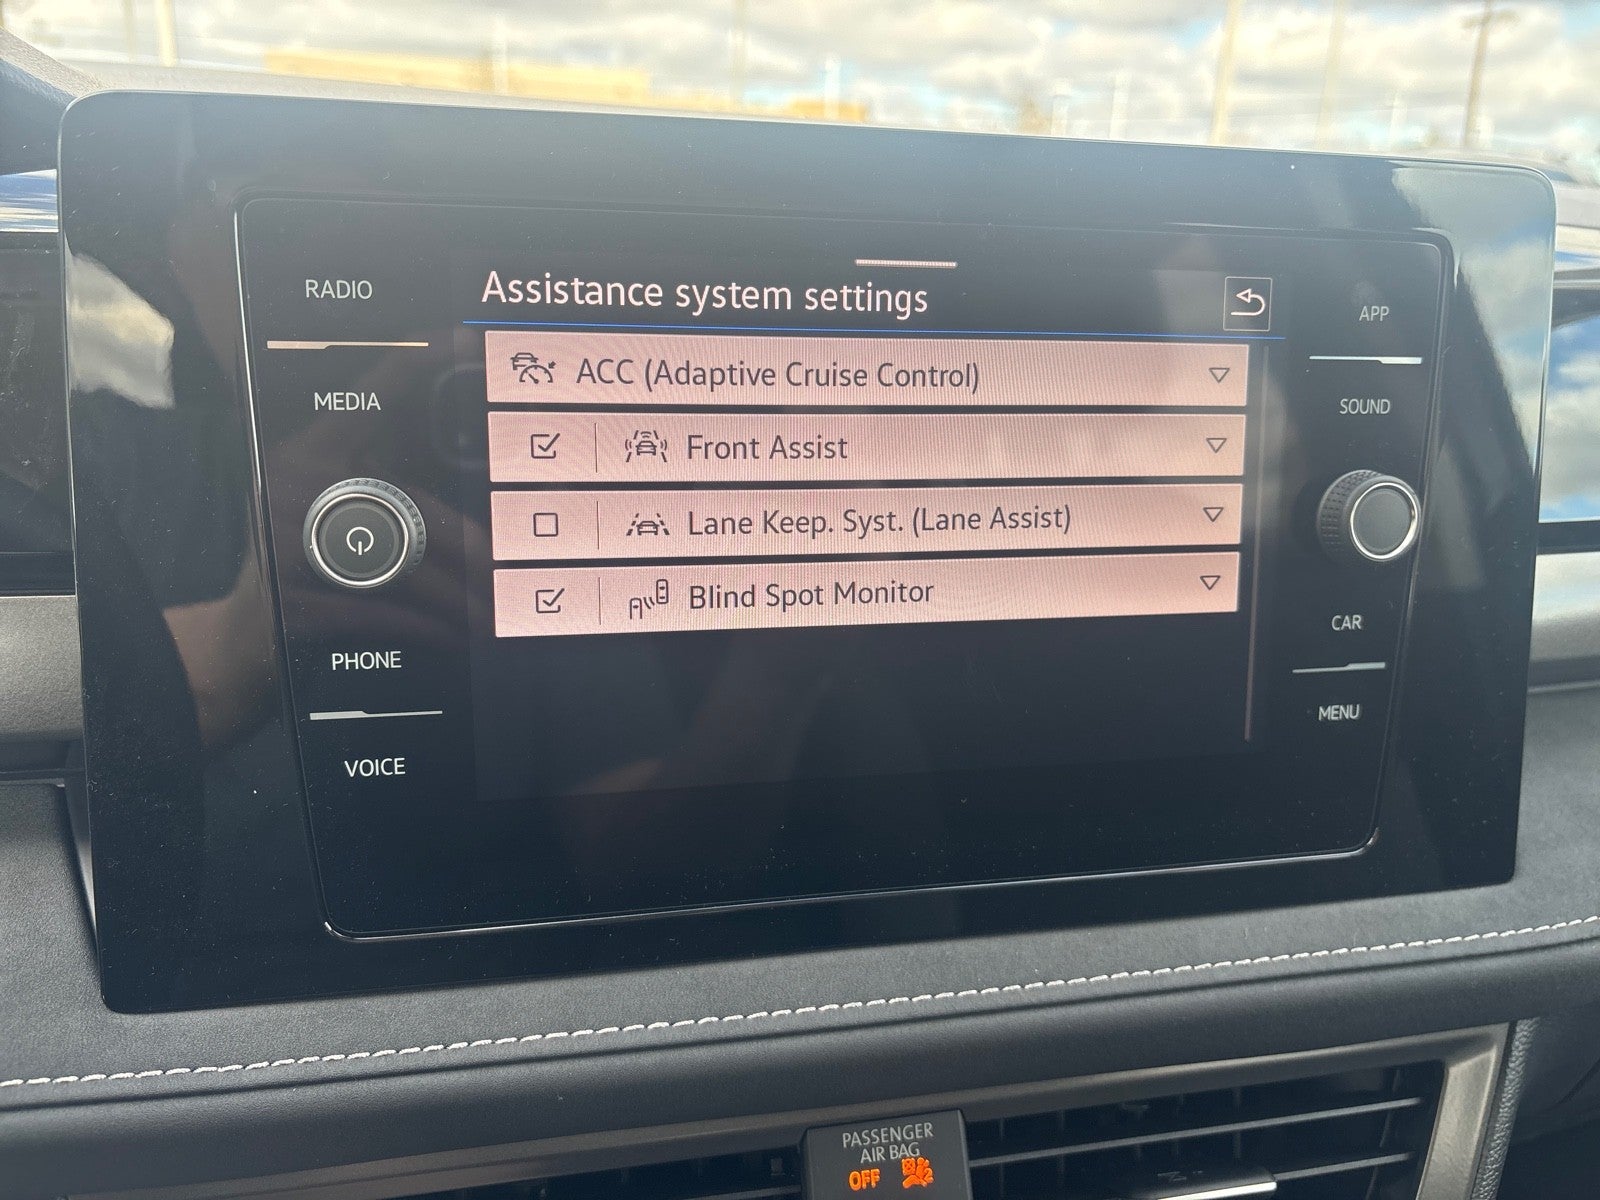 RADIO
MEDIA
PHONE
VOICE
Assistance system settings
ACC (Adaptive Cruise Control)
Front Assist
Lane Keep. Syst. (Lane Assist)
Blind Spot Monitor
APP
SOUND
CAR
MENU
PASSENGER
AIR BAG
OFF